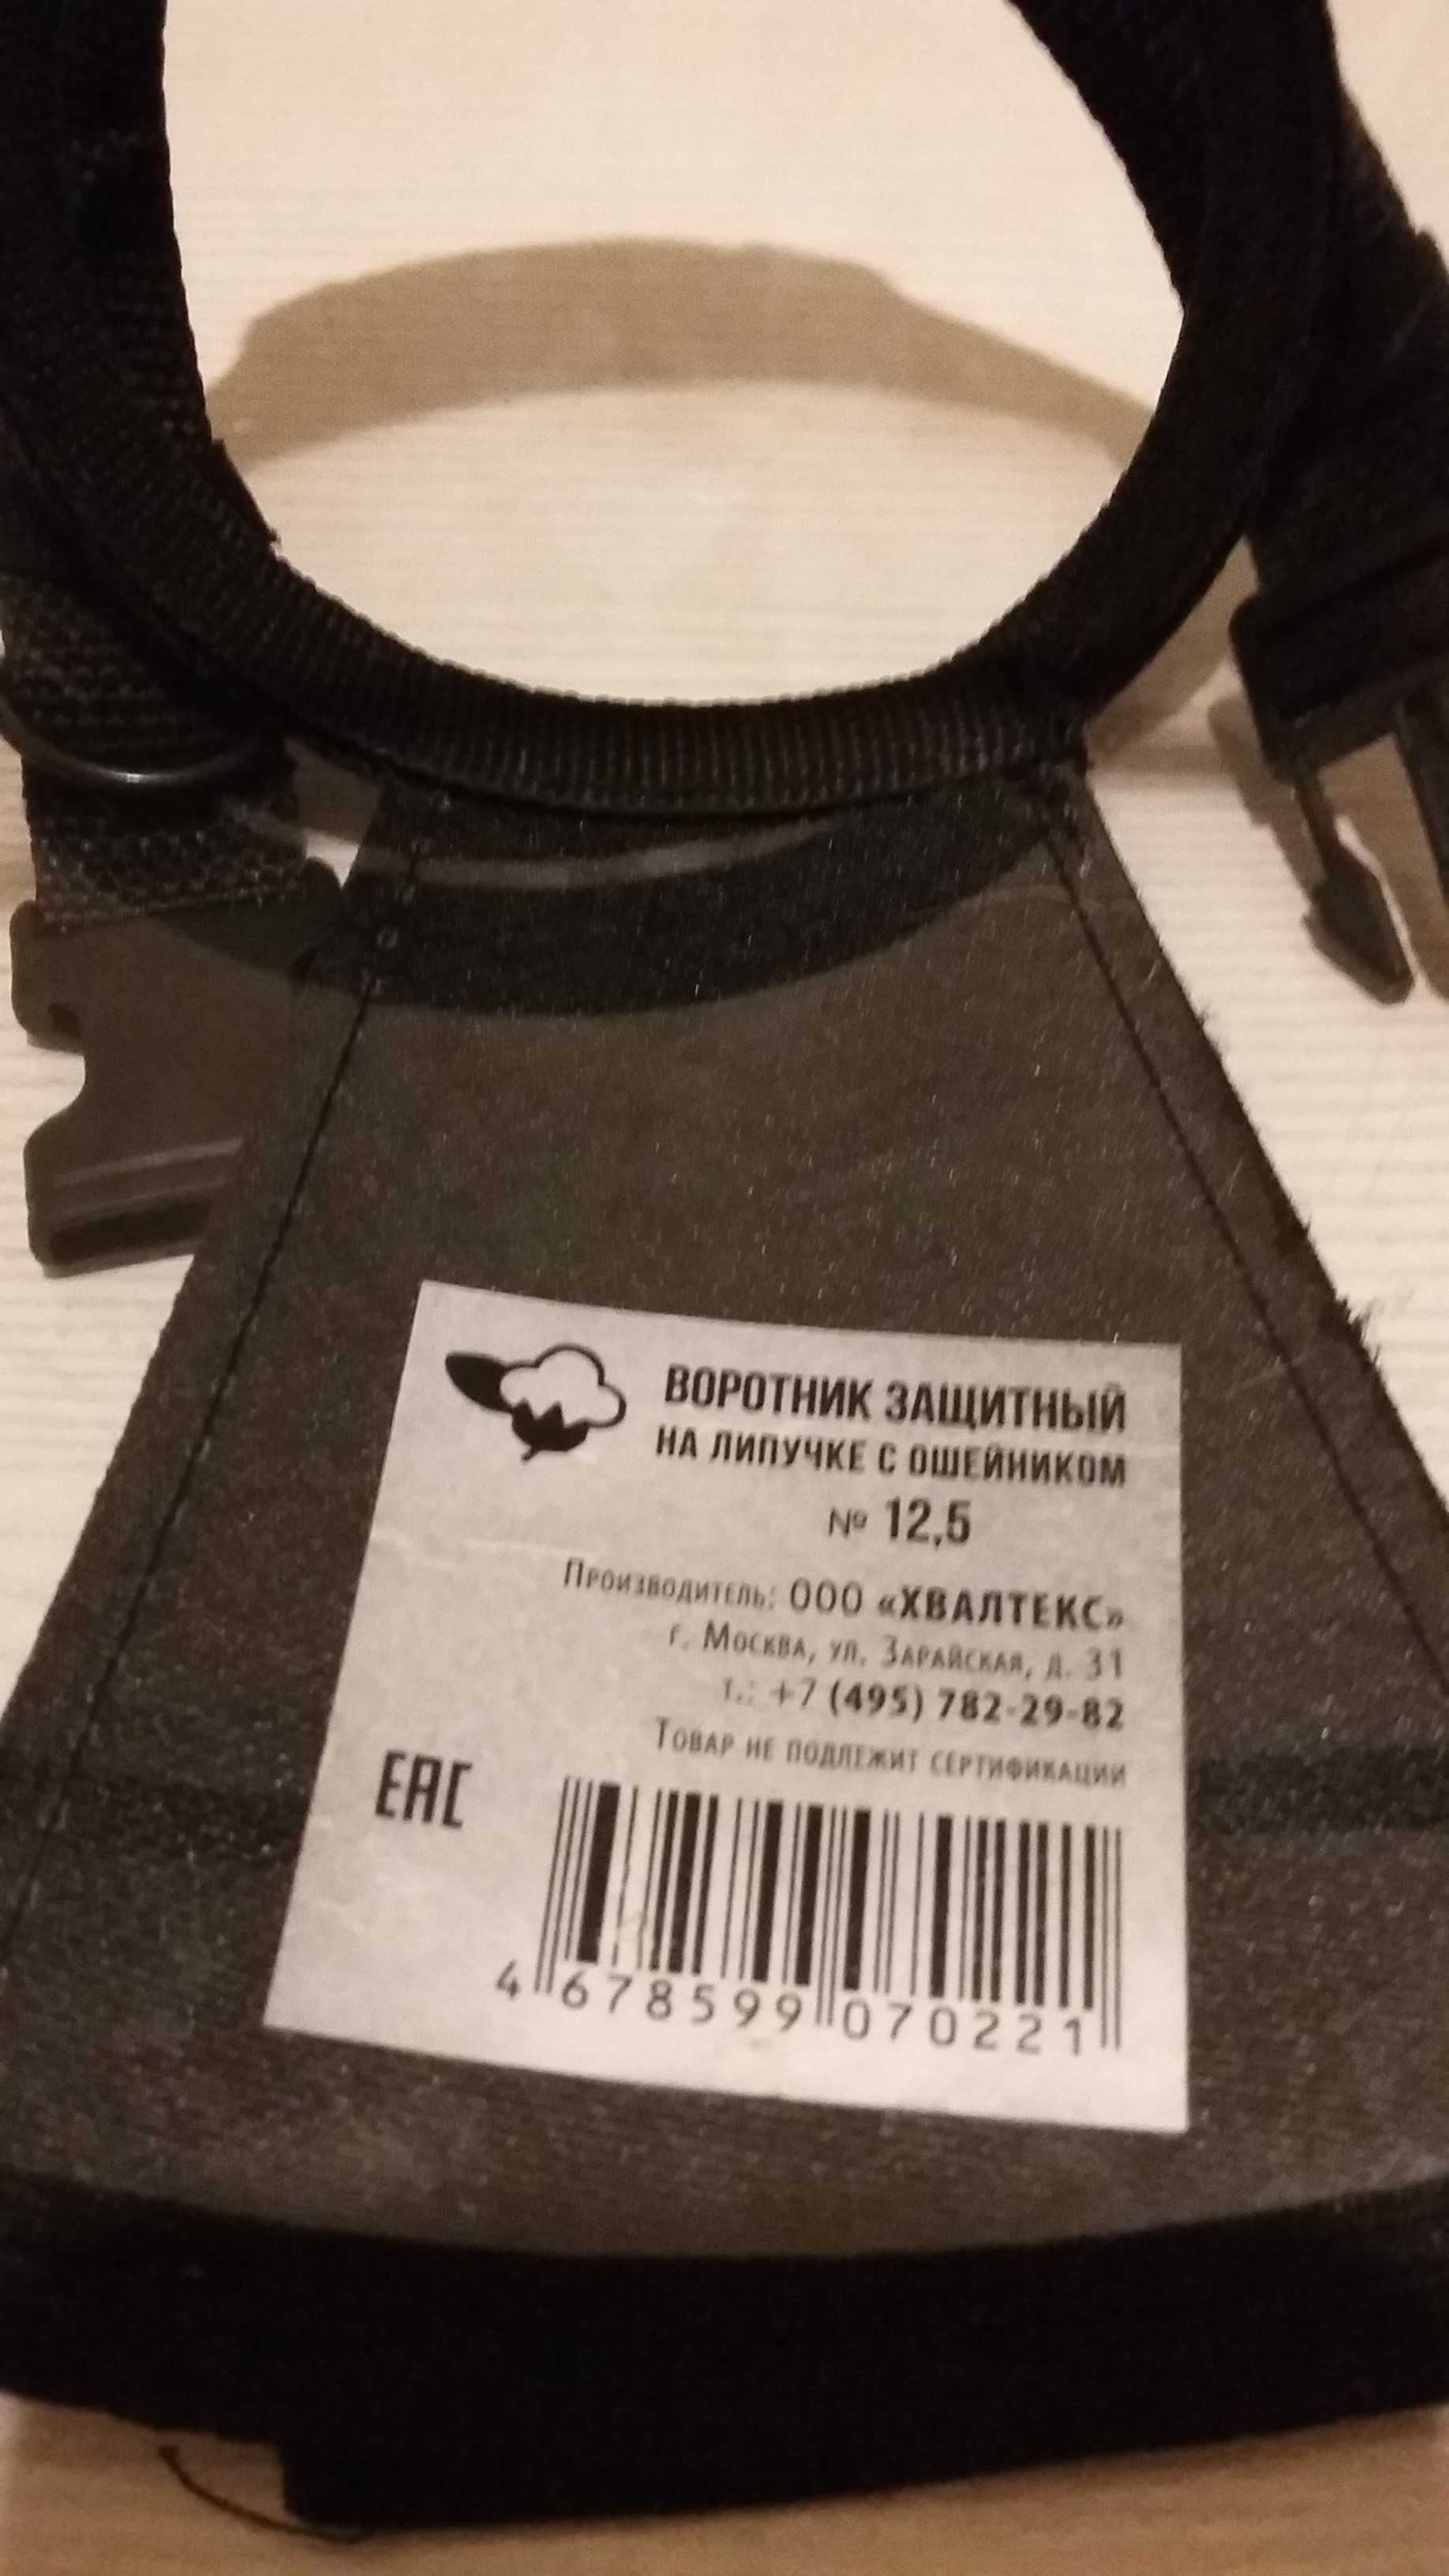 ВОРОТНИК ЗАЩИТНЫЙ
НА ЛИПУЧКЕ С ОШЕЙНИКОМ
№ 12,5
ПРОИЗВОДИТЕЛЬ: ООО «ХВАЛТЕКС»
Г. МОСКВА, УЛ. ЗАРАЙСКАЯ, Д. 31
Т.: +7 (495) 782-29-82
ТОВАР НЕ ПОДЛЕЖИТ СЕРТИФИКАЦИИ
EAC
4 678599 070221